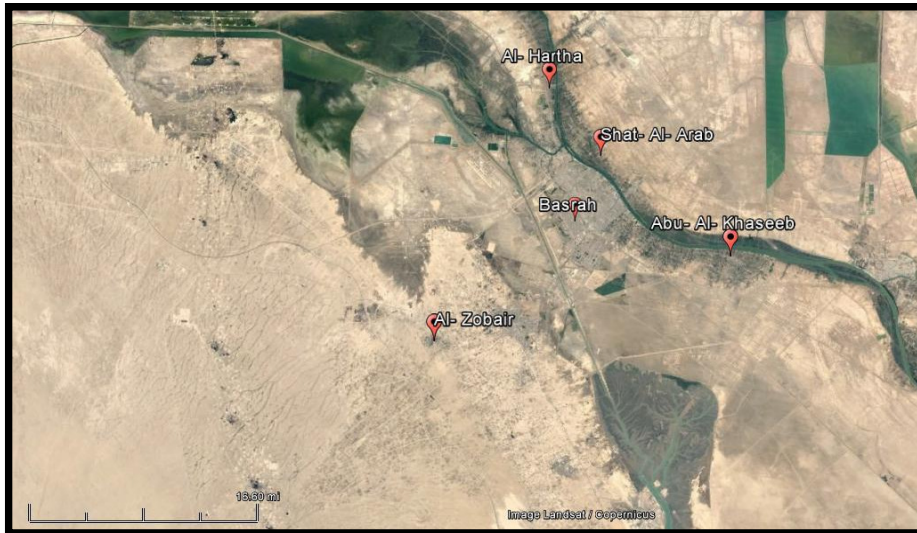 Al- Hartha
Shat- Al- Arab
Basrah
Abu- Al- Khaseeb
Al- Zobair
16.60 mi
Image Landsat / Copernicus